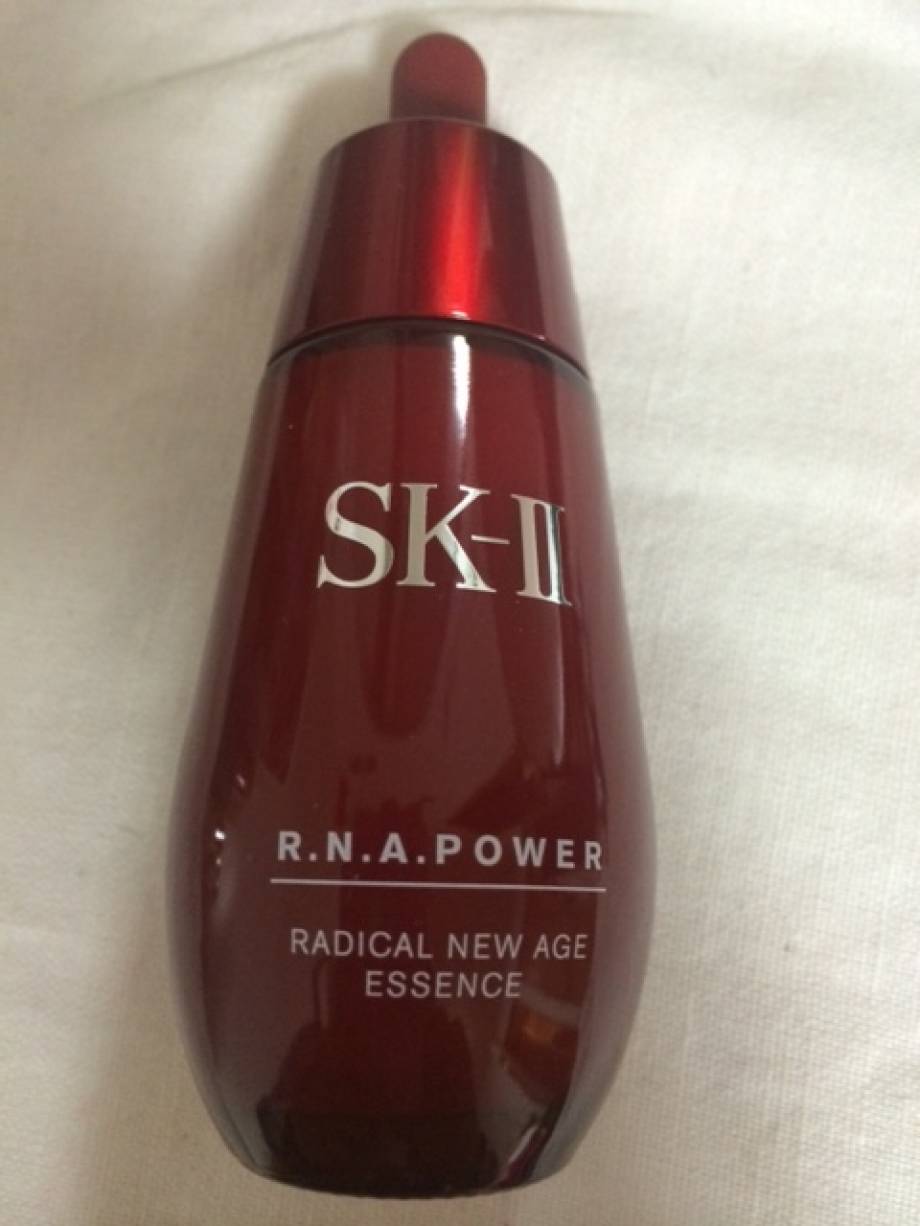 SK-II
R.N.A.POWER
RADICAL NEW AGE
ESSENCE